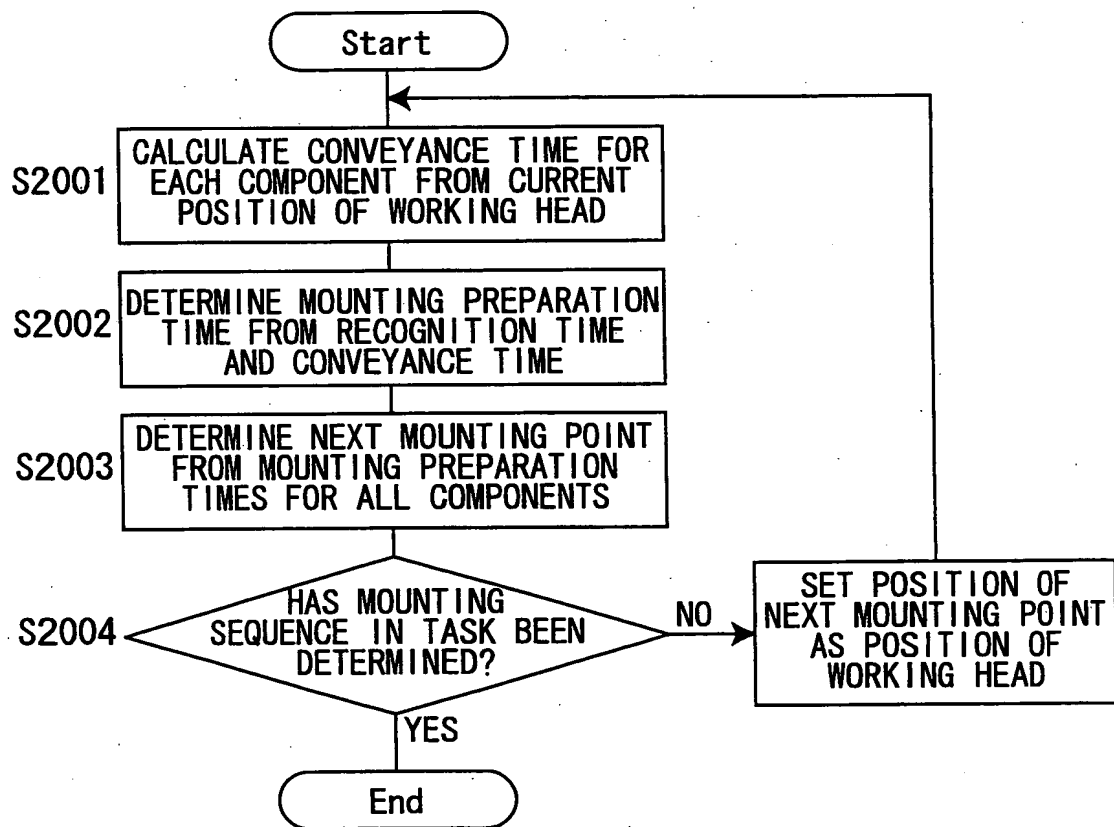 Start
S2001
CALCULATE CONVEYANCE TIME FOR
EACH COMPONENT FROM CURRENT
POSITION OF WORKING HEAD
S2002
DETERMINE MOUNTING PREPARATION
TIME FROM RECOGNITION TIME
AND CONVEYANCE TIME
S2003
DETERMINE NEXT MOUNTING POINT
FROM MOUNTING PREPARATION
TIMES FOR ALL COMPONENTS
S2004
HAS MOUNTING
SEQUENCE IN TASK BEEN
DETERMINED?
NO
SET POSITION OF
NEXT MOUNTING POINT
AS POSITION OF
WORKING HEAD
YES
End